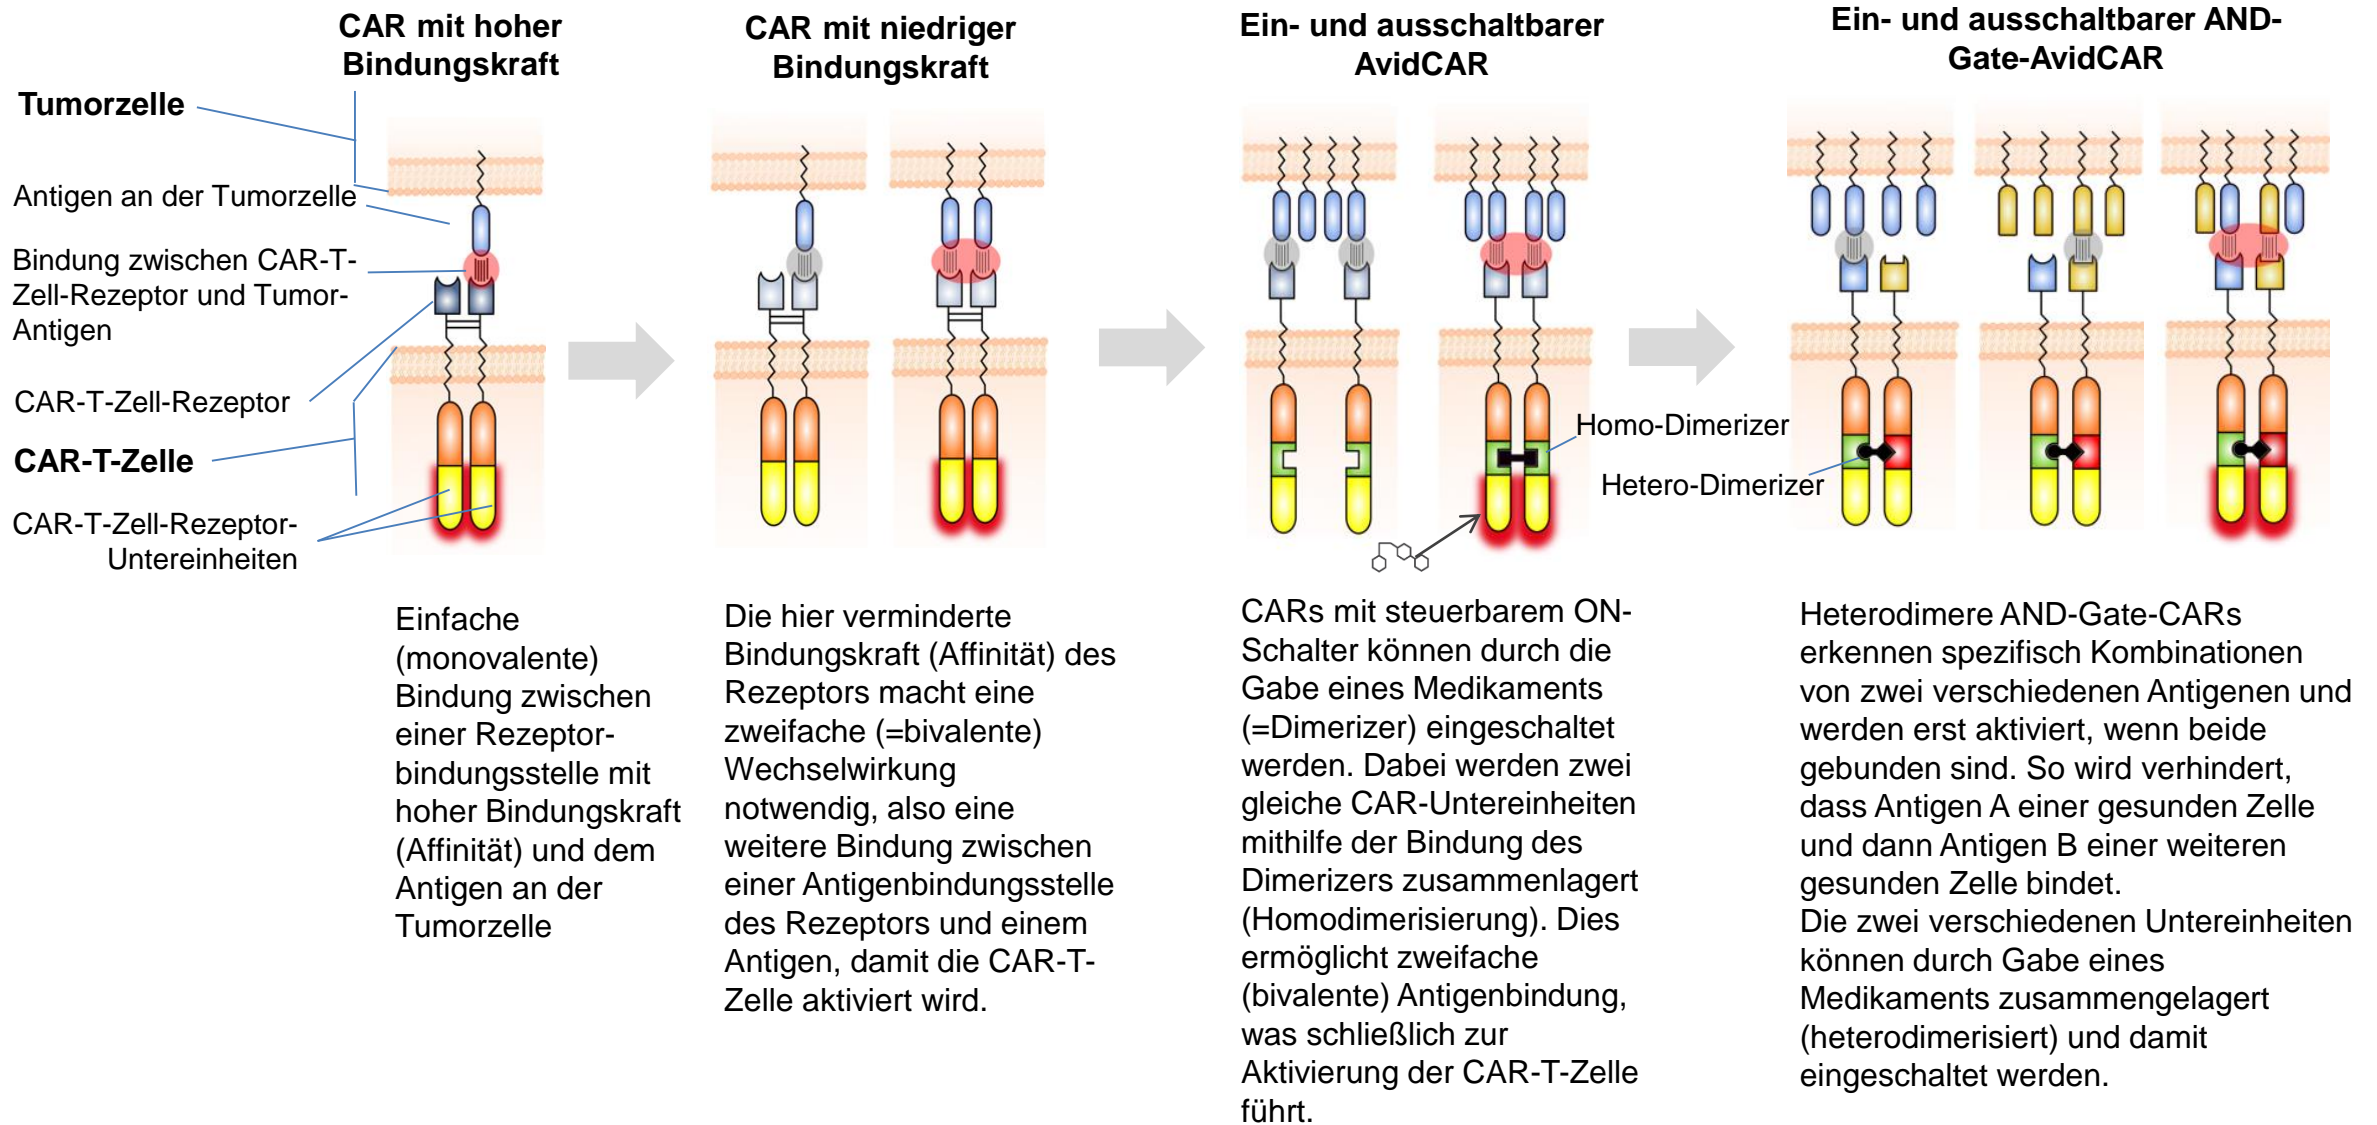 CAR mit hoher
Bindungskraft
CAR mit niedriger
Bindungskraft
Ein- und ausschaltbarer
AvidCAR
Ein- und ausschaltbarer AND-
Gate-AvidCAR
Tumorzelle
Antigen an der Tumorzelle
Bindung zwischen CAR-T-
Zell-Rezeptor und Tumor-
Antigen
CAR-T-Zell-Rezeptor
CAR-T-Zelle
CAR-T-Zell-Rezeptor-
Untereinheiten
Homo-Dimerizer
Hetero-Dimerizer
Einfache
(monovalente)
Bindung zwischen
einer Rezeptor-
bindungsstelle mit
hoher Bindungskraft
(Affinität) und dem
Antigen an der
Tumorzelle
Die hier verminderte
Bindungskraft (Affinität) des
Rezeptors macht eine
zweifache (=bivalente)
Wechselwirkung
notwendig, also eine
weitere Bindung zwischen
einer Antigenbindungsstelle
des Rezeptors und einem
Antigen, damit die CAR-T-
Zelle aktiviert wird.
CARs mit steuerbarem ON-
Schalter können durch die
Gabe eines Medikaments
(=Dimerizer) eingeschaltet
werden. Dabei werden zwei
gleiche CAR-Untereinheiten
mithilfe der Bindung des
Dimerizers zusammenlagert
(Homodimerisierung). Dies
ermöglicht zweifache
(bivalente) Antigenbindung,
was schließlich zur
Aktivierung der CAR-T-Zelle
führt.
Heterodimere AND-Gate-CARs
erkennen spezifisch Kombinationen
von zwei verschiedenen Antigenen und
werden erst aktiviert, wenn beide
gebunden sind. So wird verhindert,
dass Antigen A einer gesunden Zelle
und dann Antigen B einer weiteren
gesunden Zelle bindet.
Die zwei verschiedenen Untereinheiten
können durch Gabe eines
Medikaments zusammengelagert
(heterodimerisiert) und damit
eingeschaltet werden.